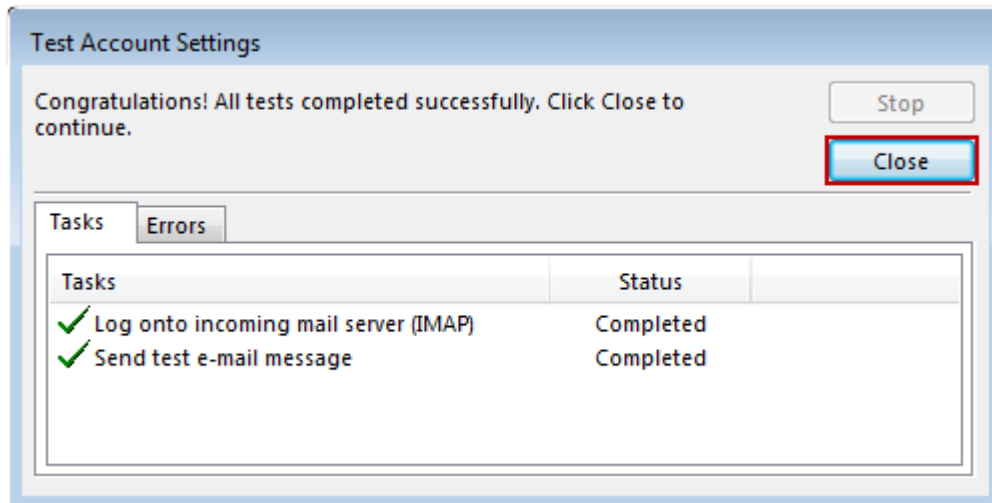 Test Account Settings
Congratulations! All tests completed successfully. Click Close to
continue.
Stop
Close
Tasks
Errors
Tasks Status
Log onto incoming mail server (IMAP) Completed
Send test e-mail message Completed